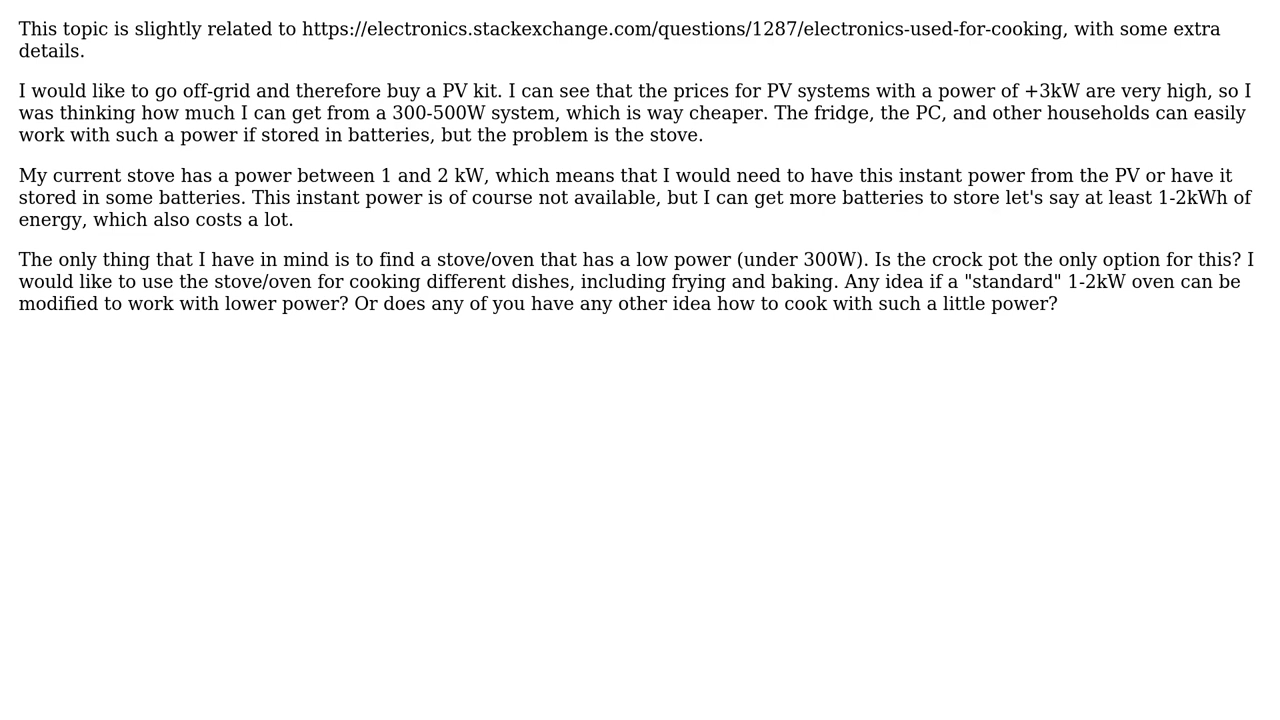 This topic is slightly related to https://electronics.stackexchange.com/questions/1287/electronics-used-for-cooking, with some extra
details.
I would like to go off-grid and therefore buy a PV kit. I can see that the prices for PV systems with a power of +3kW are very high, so I
was thinking how much I can get from a 300-500W system, which is way cheaper. The fridge, the PC, and other households can easily
work with such a power if stored in batteries, but the problem is the stove.
My current stove has a power between 1 and 2 kW, which means that I would need to have this instant power from the PV or have it
stored in some batteries. This instant power is of course not available, but I can get more batteries to store let's say at least 1-2kWh of
energy, which also costs a lot.
The only thing that I have in mind is to find a stove/oven that has a low power (under 300W). Is the crock pot the only option for this? I
would like to use the stove/oven for cooking different dishes, including frying and baking. Any idea if a "standard" 1-2kW oven can be
modified to work with lower power? Or does any of you have any other idea how to cook with such a little power?